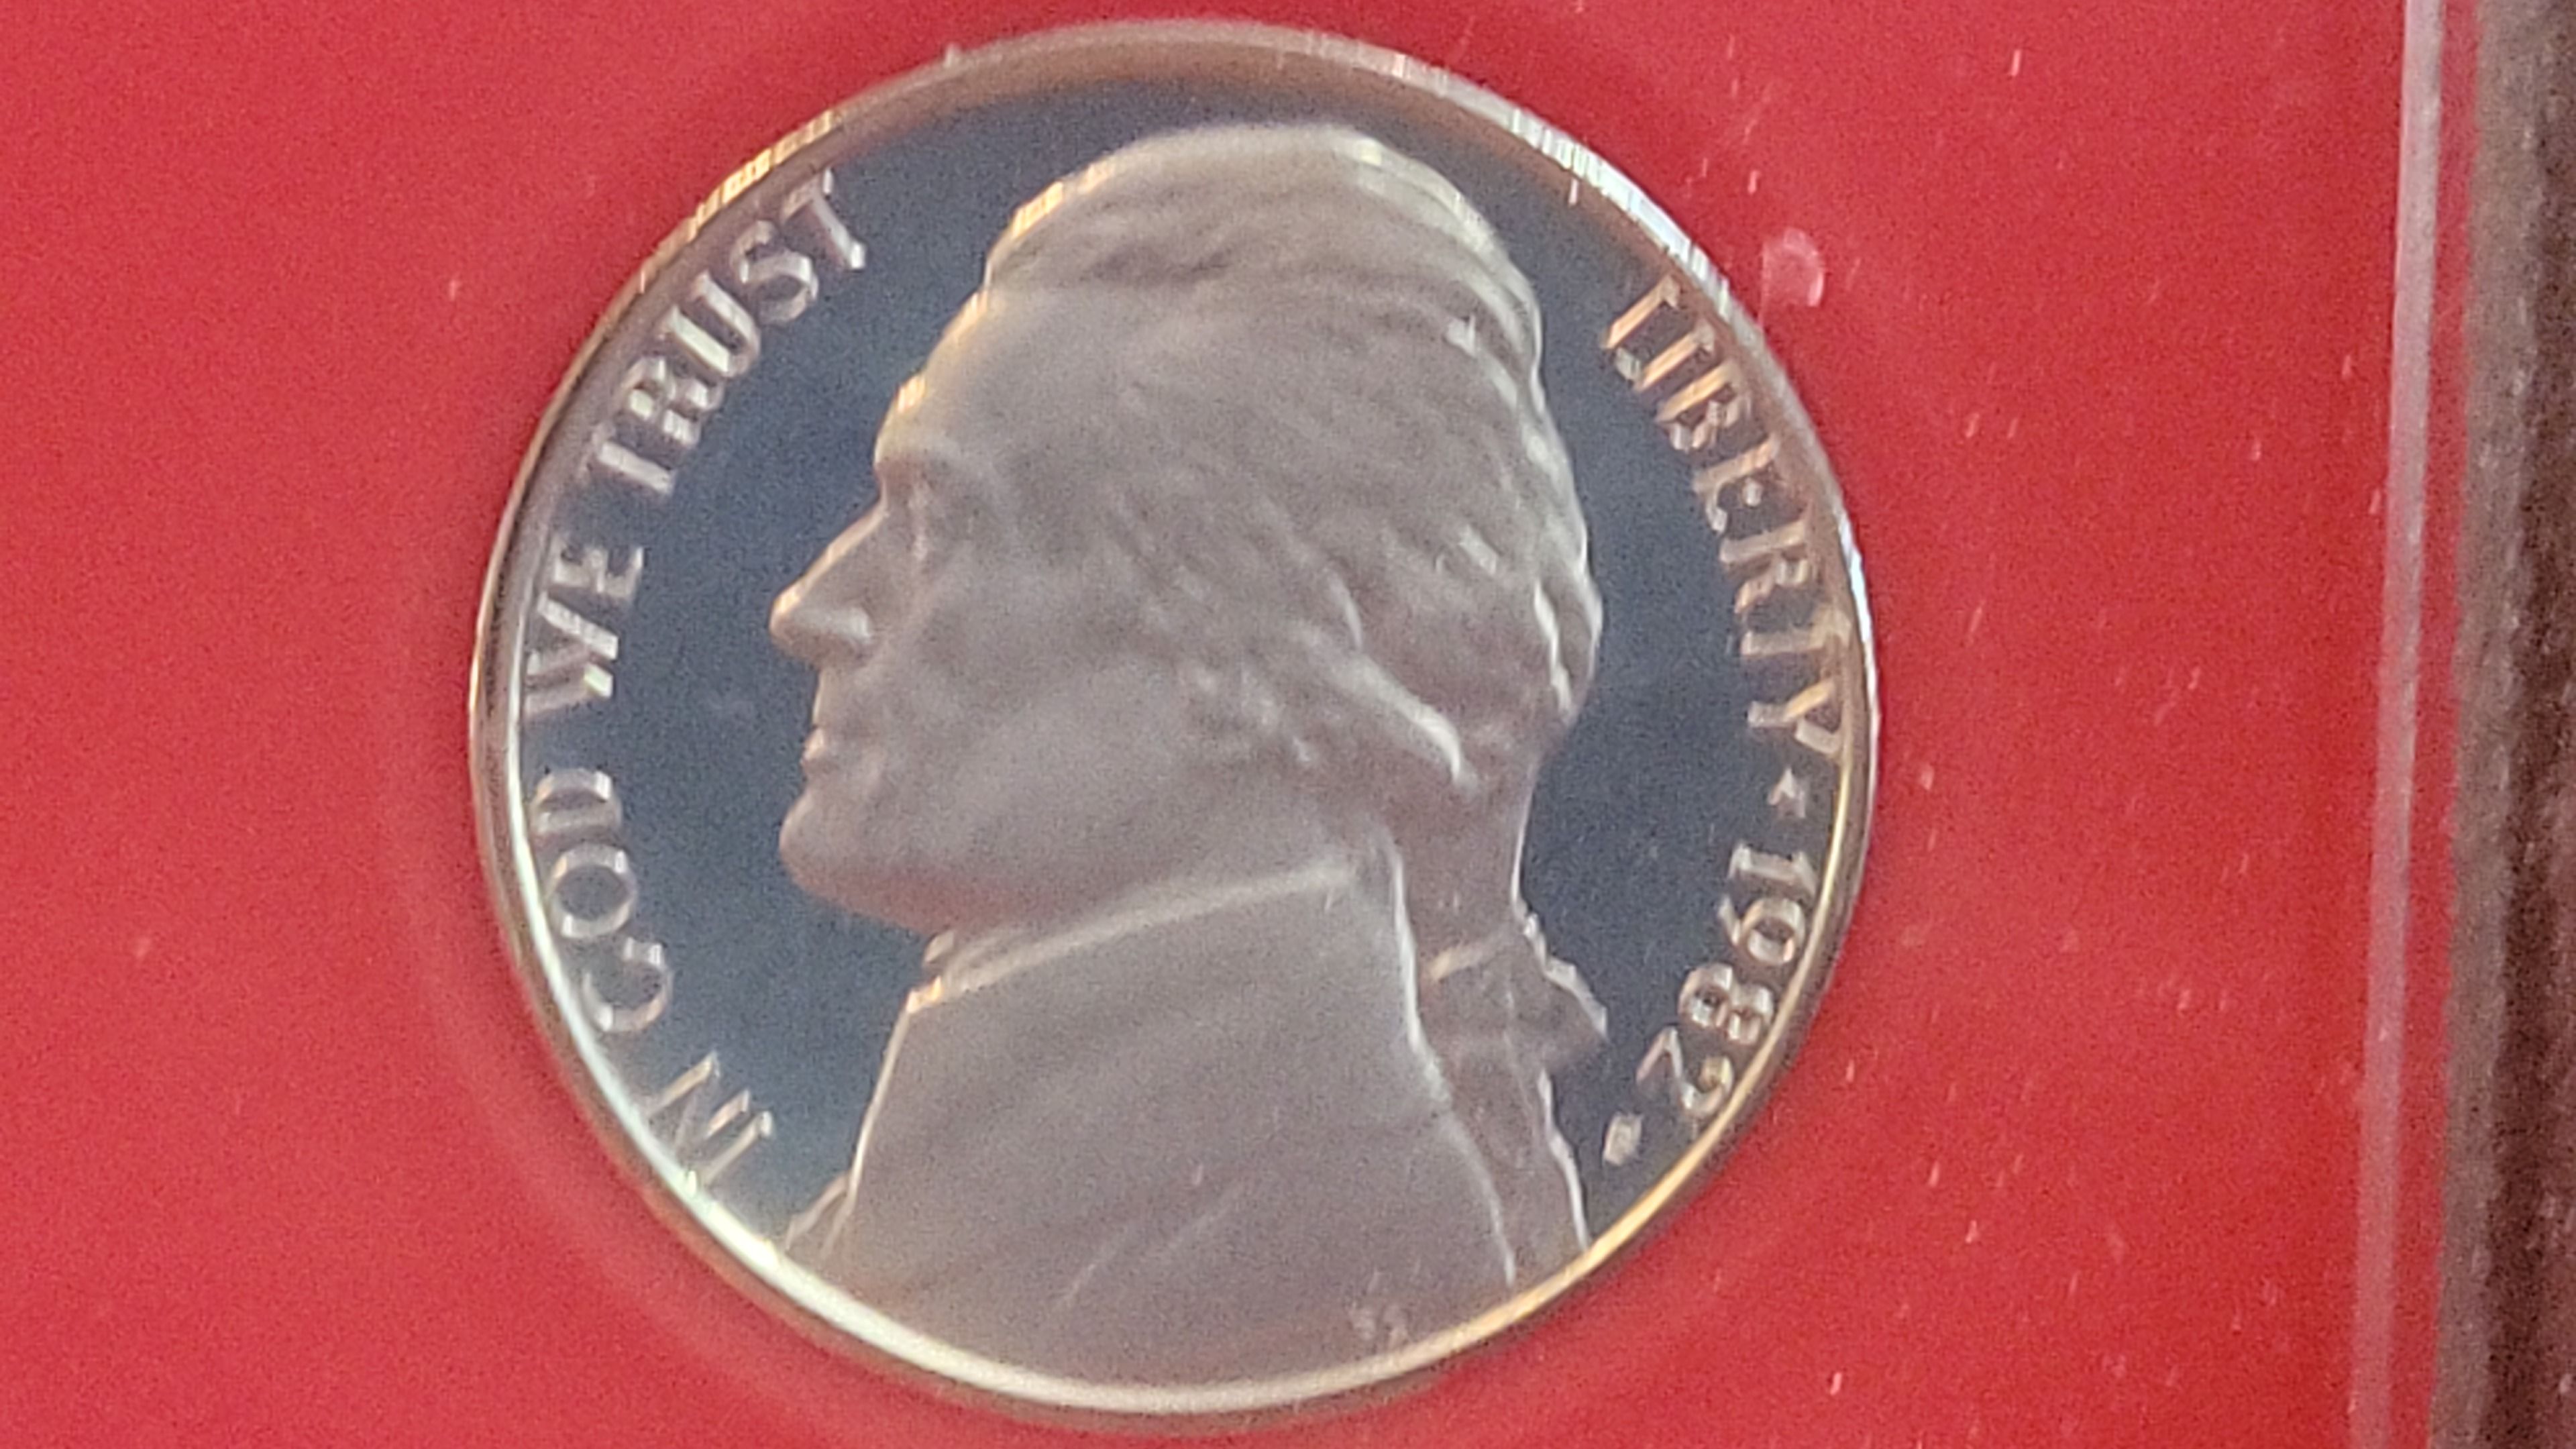 IN GOD WE TRUST
LIBERTY ★ 1982